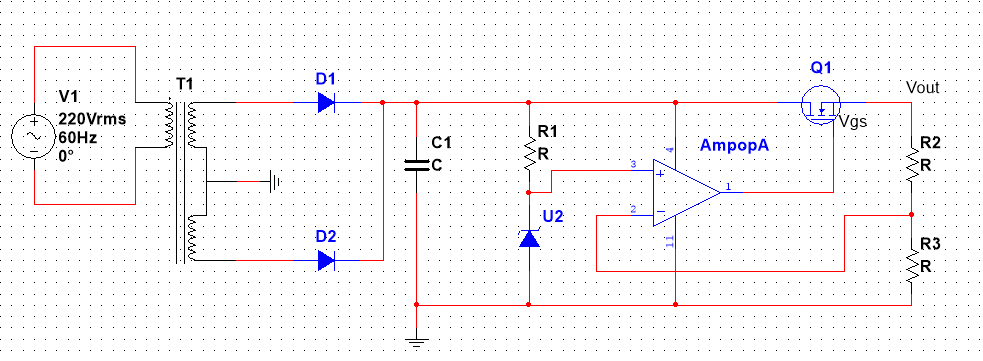 V1
220Vrms
60Hz
0°
T1
D1
D2
C1
C
R1
R
U2
3
2
4
11
1
AmpopA
Q1
Vgs
Vout
R2
R
R3
R